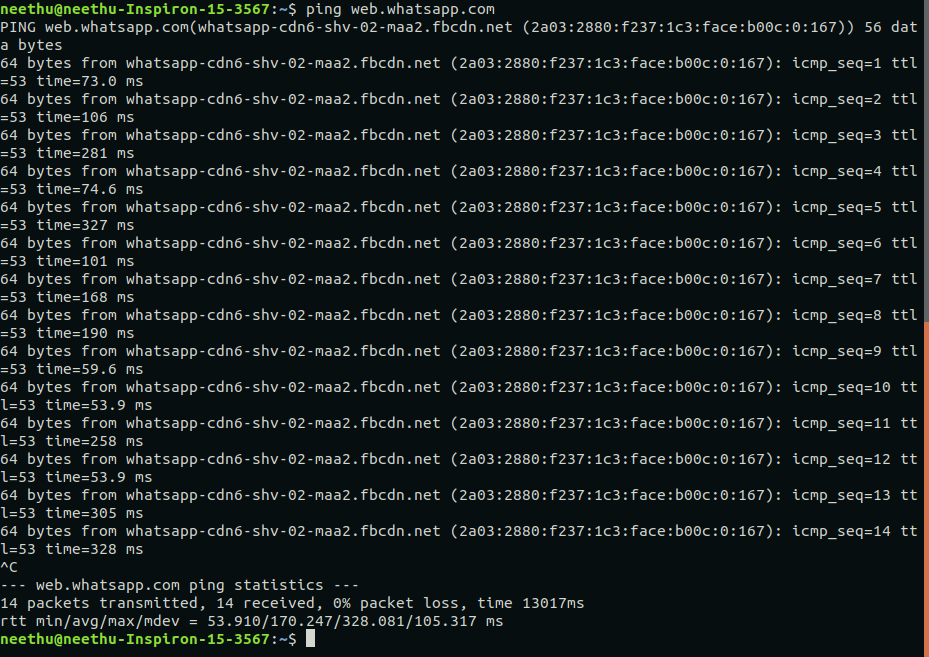 neethu@neethu-Inspiron-15-3567:~$ ping web.whatsapp.com
PING web.whatsapp.com(whatsapp-cdn6-shv-02-maa2.fbcdn.net (2a03:2880:f237:1c3:face:b00c:0:167)) 56 dat
a bytes
64 bytes from whatsapp-cdn6-shv-02-maa2.fbcdn.net (2a03:2880:f237:1c3:face:b00c:0:167): icmp_seq=1 ttl
=53 time=73.0 ms
64 bytes from whatsapp-cdn6-shv-02-maa2.fbcdn.net (2a03:2880:f237:1c3:face:b00c:0:167): icmp_seq=2 ttl
=53 time=106 ms
64 bytes from whatsapp-cdn6-shv-02-maa2.fbcdn.net (2a03:2880:f237:1c3:face:b00c:0:167): icmp_seq=3 ttl
=53 time=281 ms
64 bytes from whatsapp-cdn6-shv-02-maa2.fbcdn.net (2a03:2880:f237:1c3:face:b00c:0:167): icmp_seq=4 ttl
=53 time=74.6 ms
64 bytes from whatsapp-cdn6-shv-02-maa2.fbcdn.net (2a03:2880:f237:1c3:face:b00c:0:167): icmp_seq=5 ttl
=53 time=327 ms
64 bytes from whatsapp-cdn6-shv-02-maa2.fbcdn.net (2a03:2880:f237:1c3:face:b00c:0:167): icmp_seq=6 ttl
=53 time=101 ms
64 bytes from whatsapp-cdn6-shv-02-maa2.fbcdn.net (2a03:2880:f237:1c3:face:b00c:0:167): icmp_seq=7 ttl
=53 time=168 ms
64 bytes from whatsapp-cdn6-shv-02-maa2.fbcdn.net (2a03:2880:f237:1c3:face:b00c:0:167): icmp_seq=8 ttl
=53 time=190 ms
64 bytes from whatsapp-cdn6-shv-02-maa2.fbcdn.net (2a03:2880:f237:1c3:face:b00c:0:167): icmp_seq=9 ttl
=53 time=59.6 ms
64 bytes from whatsapp-cdn6-shv-02-maa2.fbcdn.net (2a03:2880:f237:1c3:face:b00c:0:167): icmp_seq=10 tt
l=53 time=53.9 ms
64 bytes from whatsapp-cdn6-shv-02-maa2.fbcdn.net (2a03:2880:f237:1c3:face:b00c:0:167): icmp_seq=11 tt
l=53 time=258 ms
64 bytes from whatsapp-cdn6-shv-02-maa2.fbcdn.net (2a03:2880:f237:1c3:face:b00c:0:167): icmp_seq=12 tt
l=53 time=53.9 ms
64 bytes from whatsapp-cdn6-shv-02-maa2.fbcdn.net (2a03:2880:f237:1c3:face:b00c:0:167): icmp_seq=13 tt
l=53 time=305 ms
64 bytes from whatsapp-cdn6-shv-02-maa2.fbcdn.net (2a03:2880:f237:1c3:face:b00c:0:167): icmp_seq=14 tt
l=53 time=328 ms
^C
--- web.whatsapp.com ping statistics ---
14 packets transmitted, 14 received, 0% packet loss, time 13017ms
rtt min/avg/max/mdev = 53.910/170.247/328.081/105.317 ms
neethu@neethu-Inspiron-15-3567:~$